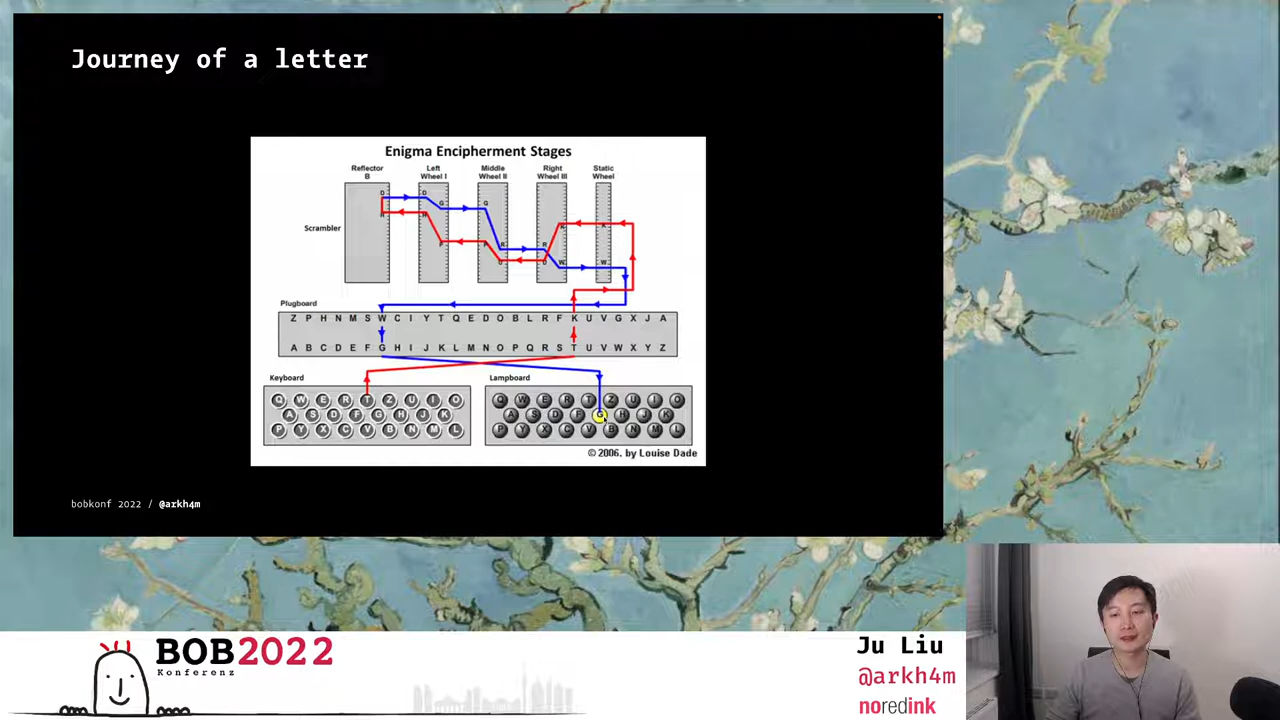 Journey of a letter
Enigma Encipherment Stages
Reflector B
Left Wheel I
Middle Wheel II
Right Wheel III
Static Wheel
Scrambler
D D G G R R W W
K K
Plugboard
Z P H N M S W C I Y T Q E D O B L R F K U V G X J A
A B C D E F G H I J K L M N O P Q R S T U V W X Y Z
Keyboard
Q W E R T Z U I O
A S D F G H J K
P Y X C V B N M L
Lampboard
Q W E R T Z U I O
A S D F G H J K
P Y X C V B N M L
© 2006. by Louise Dade
bobkonf 2022 / @arkh4m
BOB2022
Konferenz
Ju Liu
@arkh4m
noredink